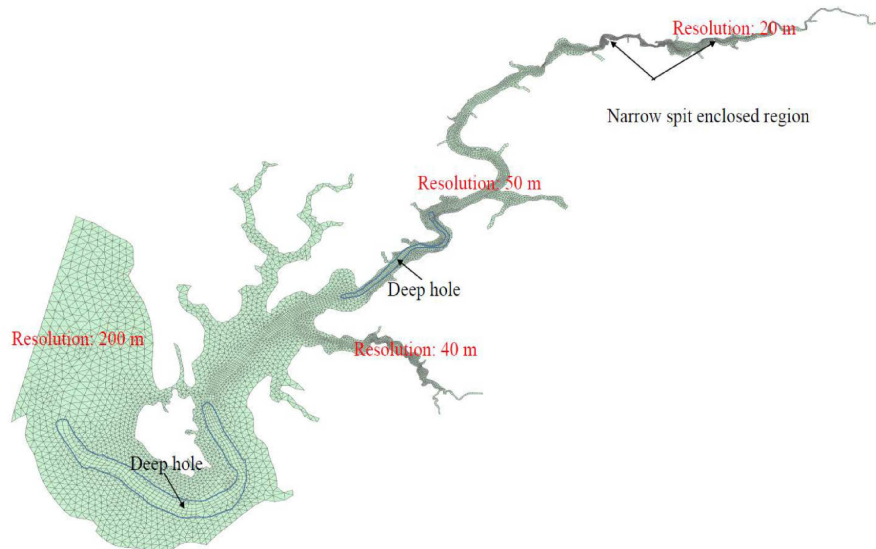 Resolution: 20 m
Narrow spit enclosed region
Resolution: 50 m
Deep hole
Resolution: 200 m
Resolution: 40 m
Deep hole